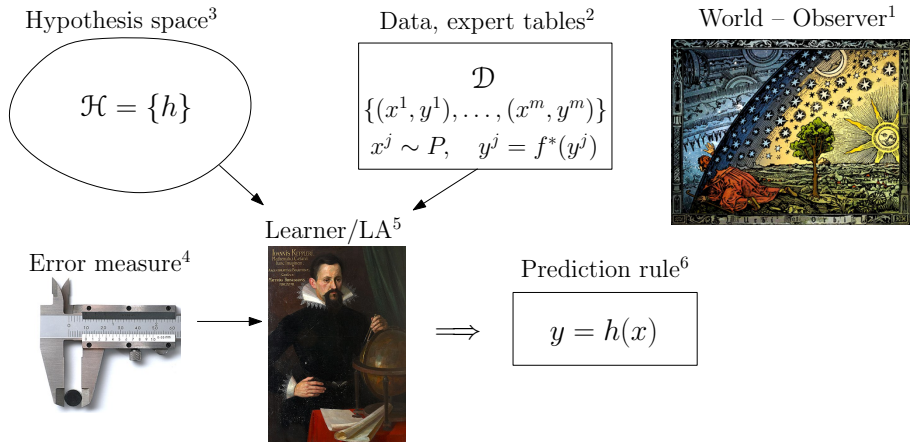 Hypothesis space³
Data, expert tables²
World – Observer¹
ℋ = {h}
𝒟
{(x¹, y¹), . . . , (xᵐ, yᵐ)}
xʲ ∼ P, yʲ = f*(yʲ)
Learner/LA⁵
Error measure⁴
Prediction rule⁶
⟹
y = h(x)